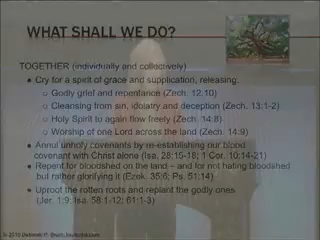 WHAT SHALL WE DO?
TOGETHER (individually and collectively)
Cry for a spirit of grace and supplication, releasing:
Godly grief and repentance (Zech. 12:10)
Cleansing from sin, idolatry and deception (Zech. 13:1-2)
Holy Spirit to again flow freely (Zech. 14:8)
Worship of one Lord across the land (Zech. 14:9)
Annul unholy covenants by re-establishing our blood
covenant with Christ alone (Isa. 28:15-18; 1 Cor. 10:14-21)
Repent for bloodshed on the land – and for not hating bloodshed
but rather glorifying it (Ezek. 35:6; Ps. 51:14)
Uproot the rotten roots and replant the godly ones
(Jer. 1:9; Isa. 58:1-12; 61:1-3)
© 2010